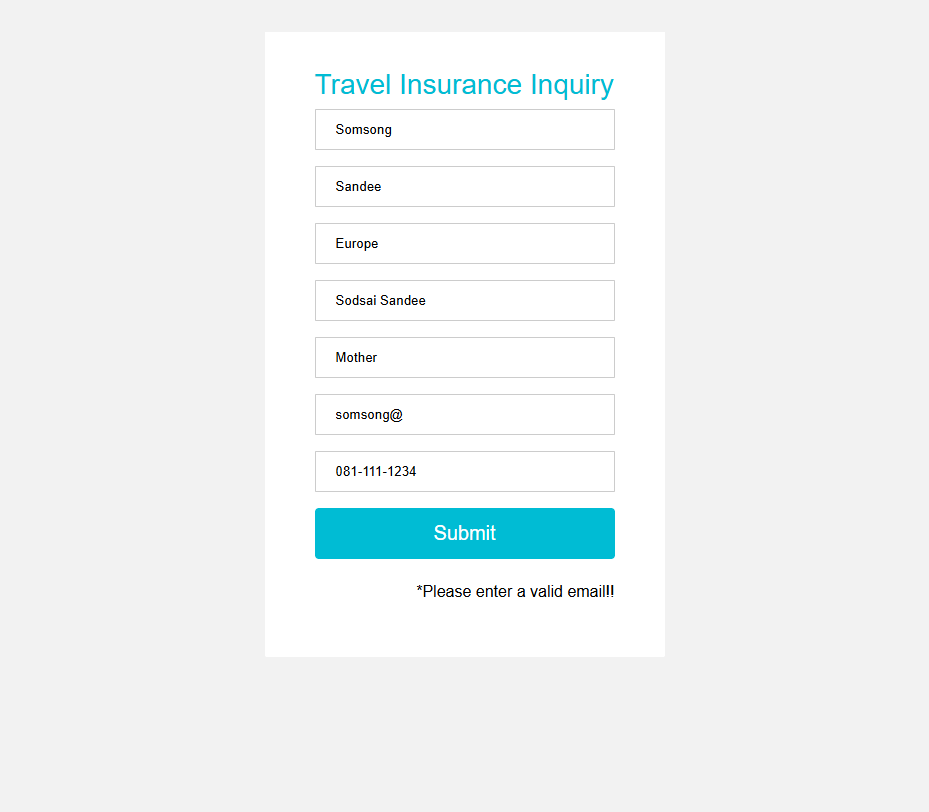 Travel Insurance Inquiry
Somsong
Sandee
Europe
Sodsai Sandee
Mother
somsong@
081-111-1234
Submit
*Please enter a valid email!!